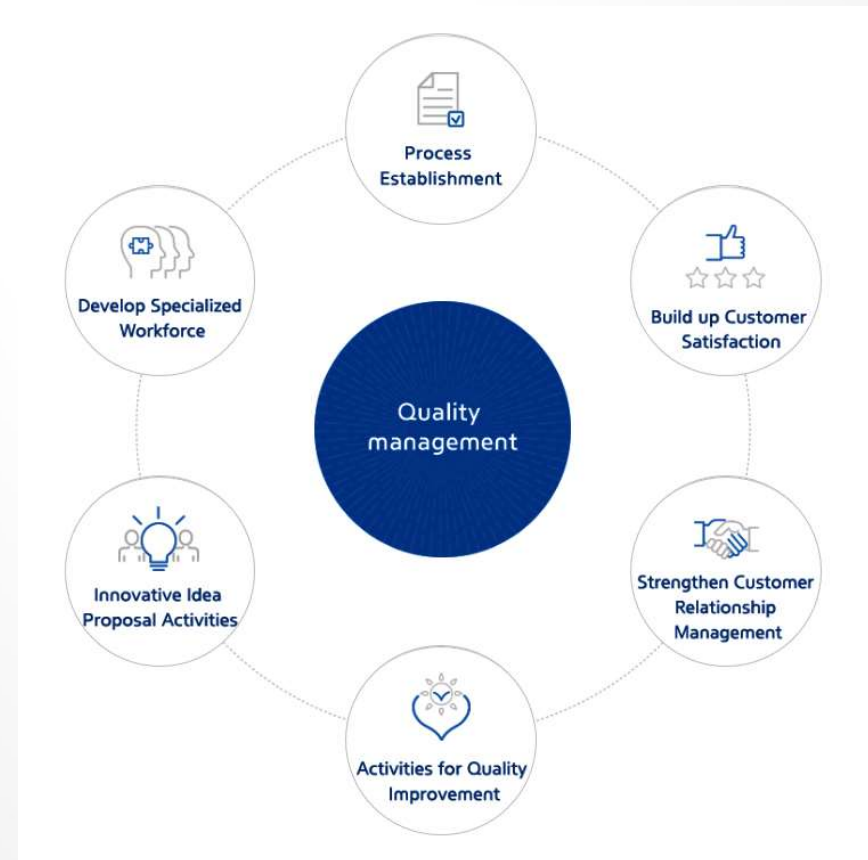 Process
Establishment
Develop Specialized
Workforce
Build up Customer
Satisfaction
Quality
management
Innovative Idea
Proposal Activities
Strengthen Customer
Relationship
Management
Activities for Quality
Improvement